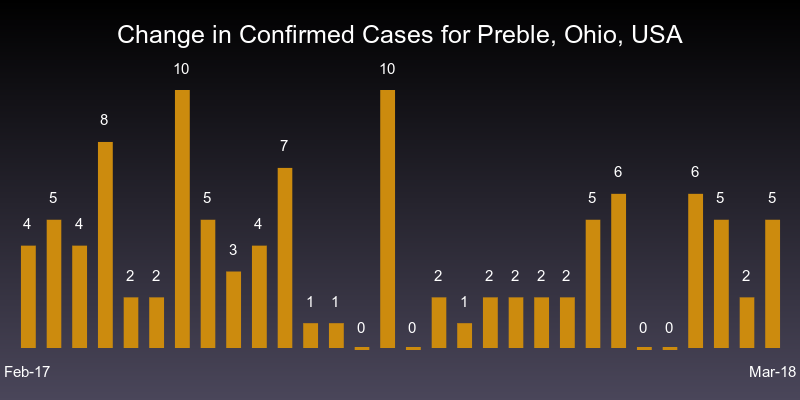 Change in Confirmed Cases for Preble, Ohio, USA
4 5 4 8 2 2 10 5 3 4 7 1 1 0 10 0 2 1 2 2 2 2 5 6 0 0 6 5 2 5
Feb-17 Mar-18